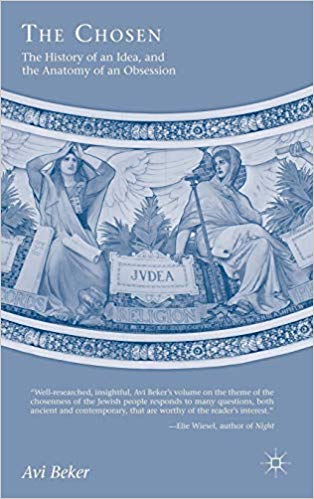 THE CHOSEN
The History of an Idea, and
the Anatomy of an Obsession
JVDEA
RELIGION
"Well-researched, insightful, Avi Beker's volume on the theme of the
chosenness of the Jewish people responds to many questions, both
ancient and contemporary, that are worthy of the reader's interest."
—Elie Wiesel, author of Night
Avi Beker